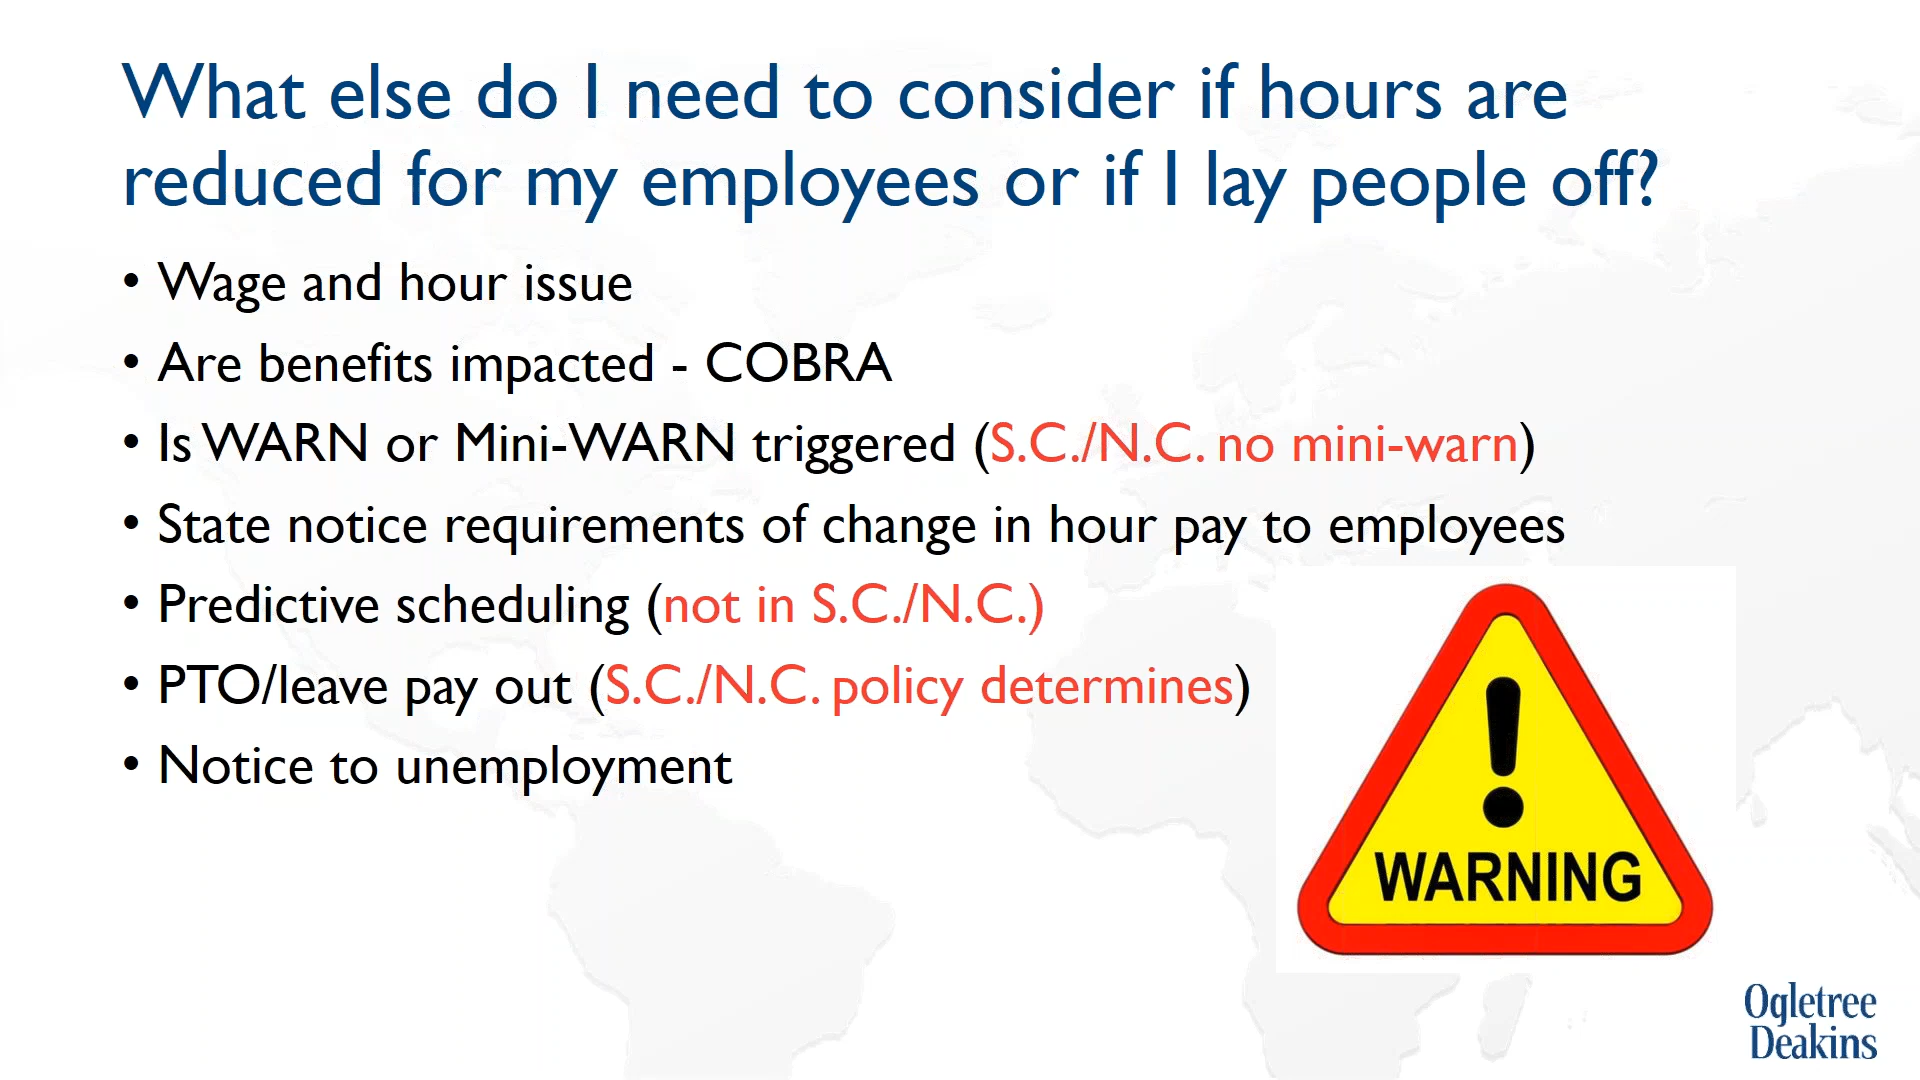 What else do I need to consider if hours are
reduced for my employees or if I lay people off?
• Wage and hour issue
• Are benefits impacted - COBRA
• Is WARN or Mini-WARN triggered (S.C./N.C. no mini-warn)
• State notice requirements of change in hour pay to employees
• Predictive scheduling (not in S.C./N.C.)
• PTO/leave pay out (S.C./N.C. policy determines)
• Notice to unemployment
!
WARNING
Ogletree
Deakins